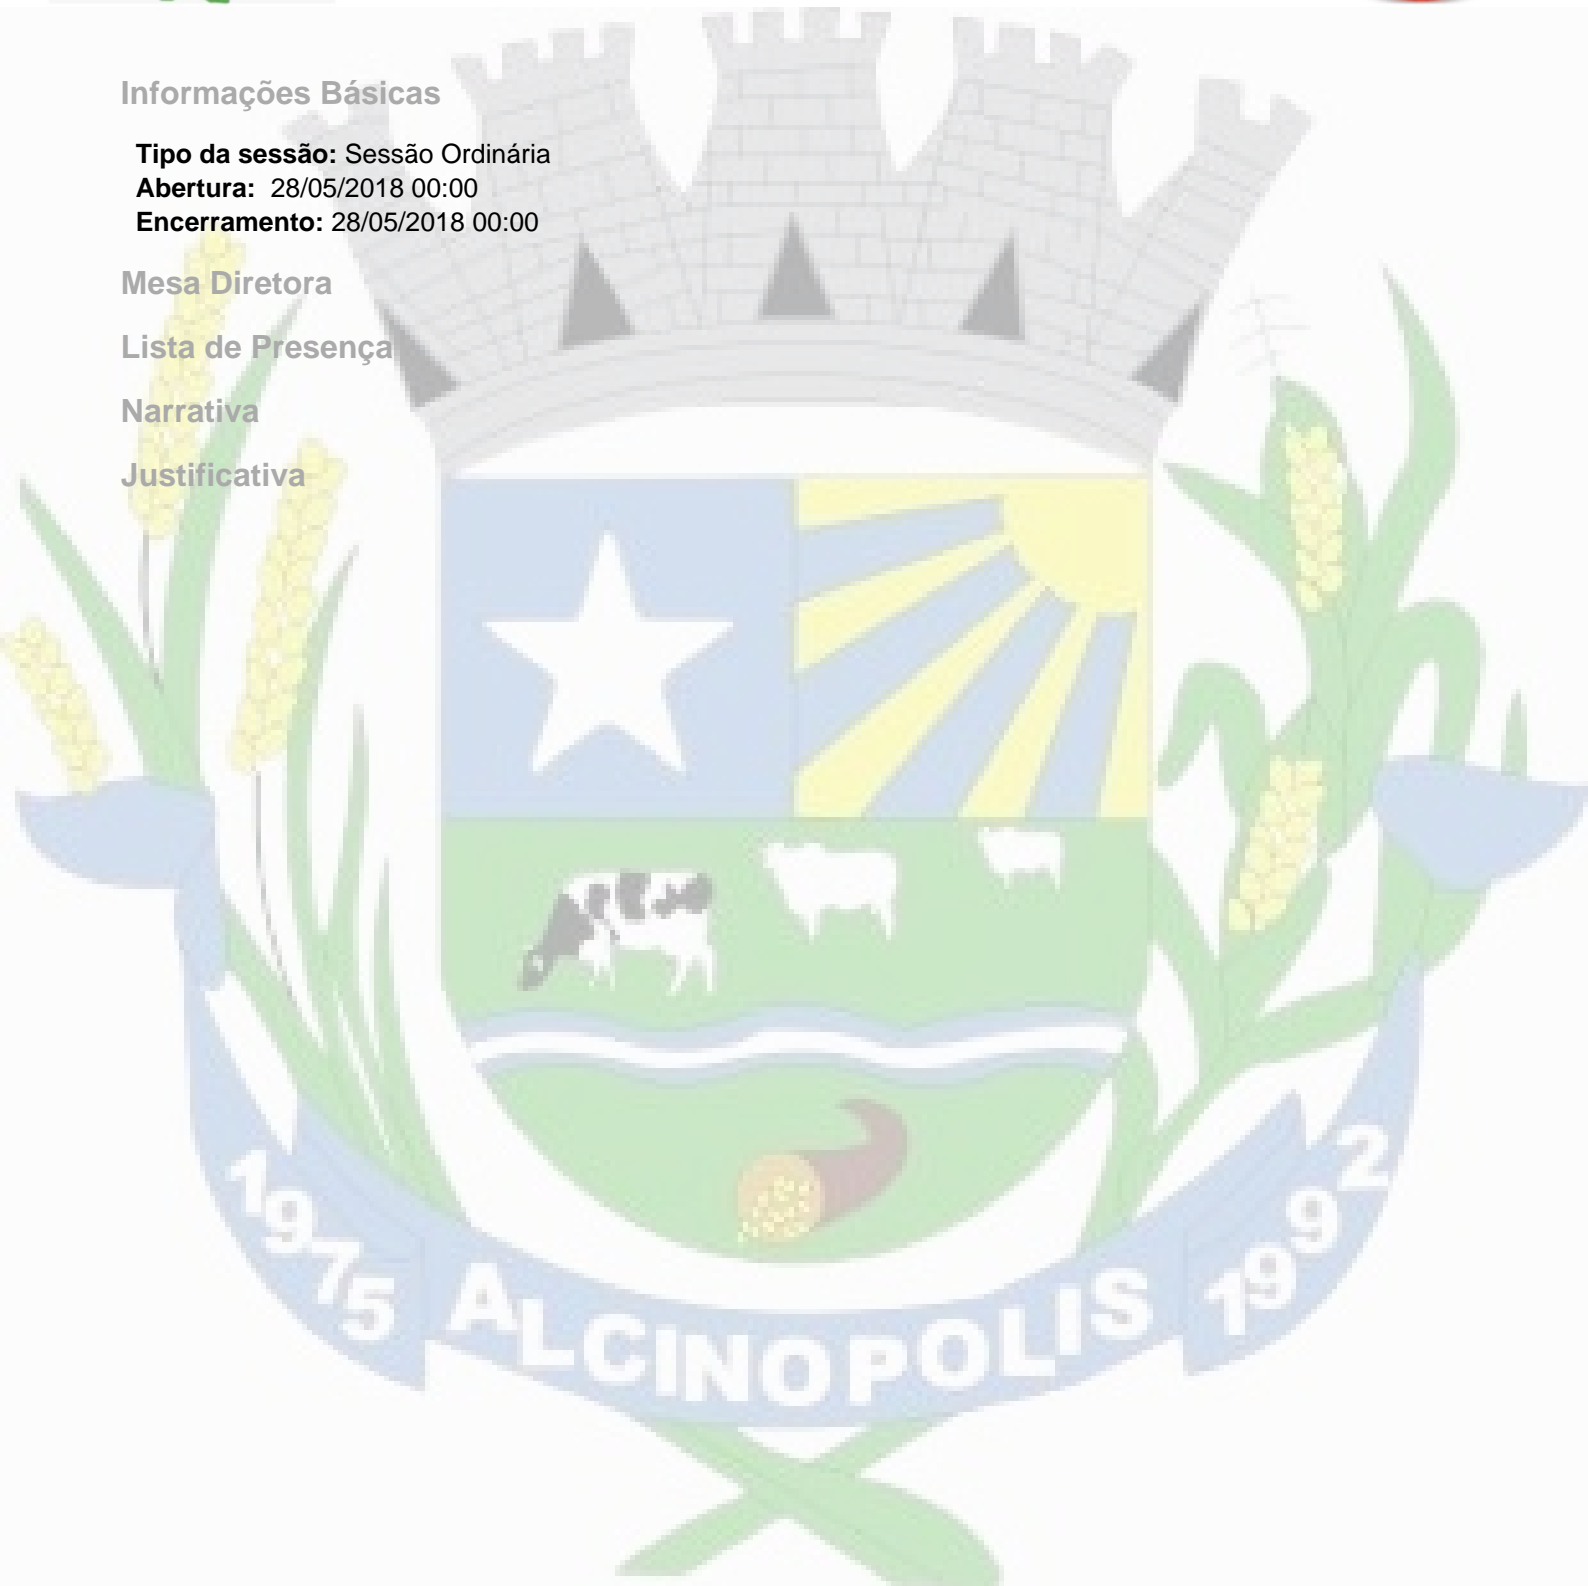 Informações Básicas
Tipo da sessão: Sessão Ordinária
Abertura: 28/05/2018 00:00
Encerramento: 28/05/2018 00:00
Mesa Diretora
Lista de Presença
Narrativa
Justificativa
1975 ALCINOPOLIS 1992